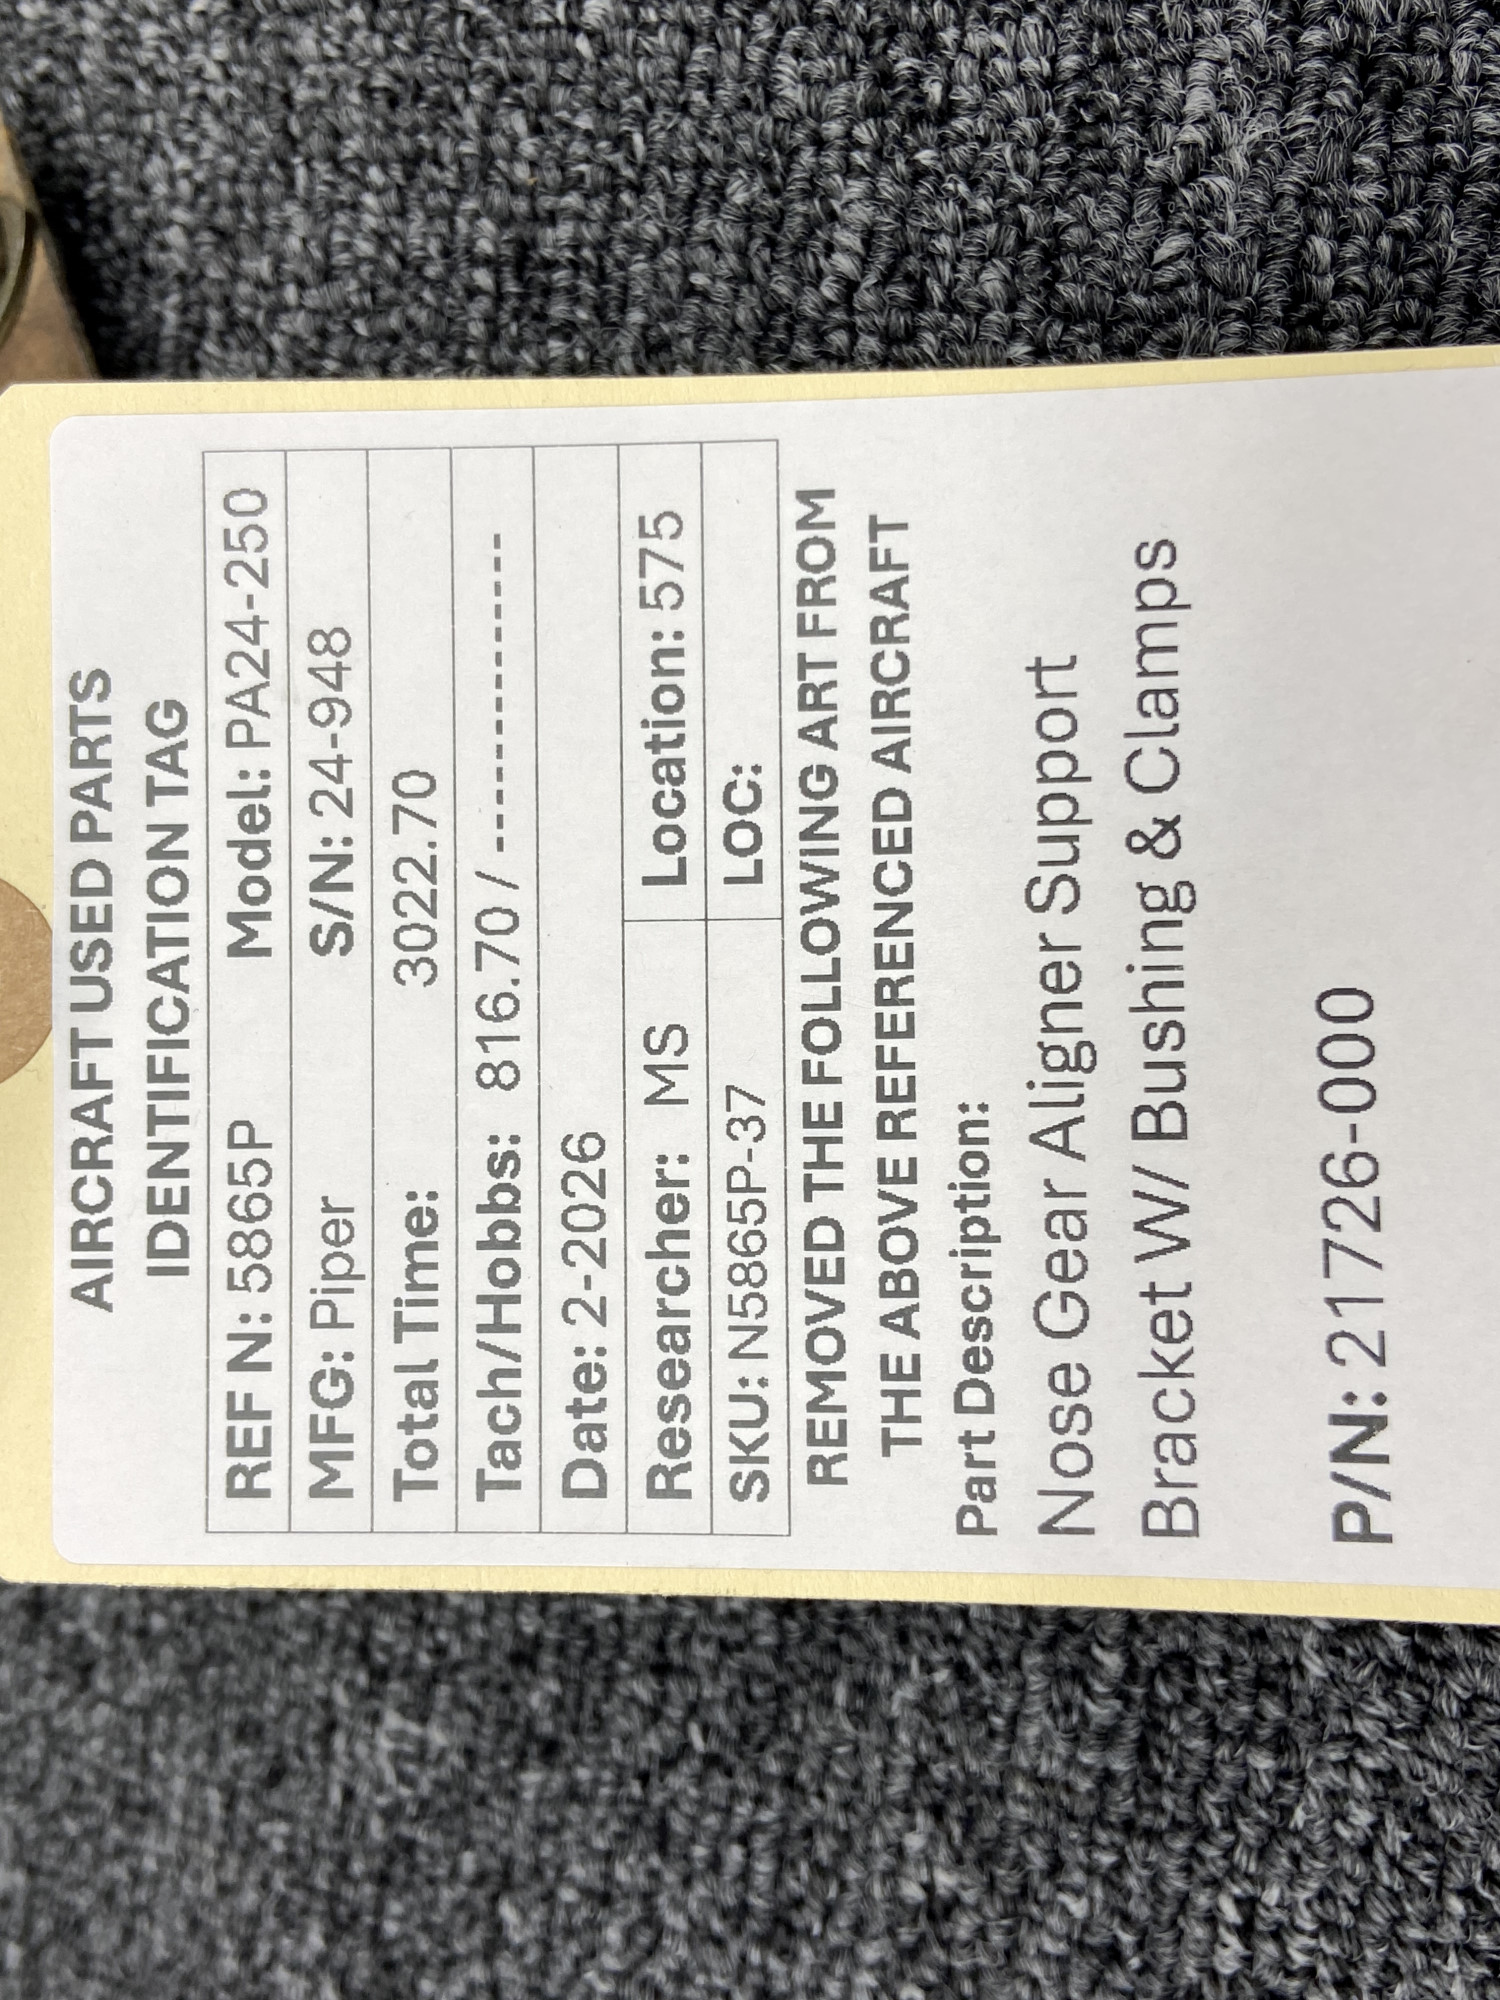 AIRCRAFT USED PARTS
IDENTIFICATION TAG
REF N: 5865P Model: PA24-250
MFG: Piper S/N: 24-948
Total Time: 3022.70
Tach/Hobbs: 816.70 / ----------------
Date: 2-2026
Researcher: MS Location: 575
SKU: N5865P-37 LOC:
REMOVED THE FOLLOWING ART FROM
THE ABOVE REFERENCED AIRCRAFT
Part Description:
Nose Gear Aligner Support
Bracket W/ Bushing & Clamps
P/N: 21726-000